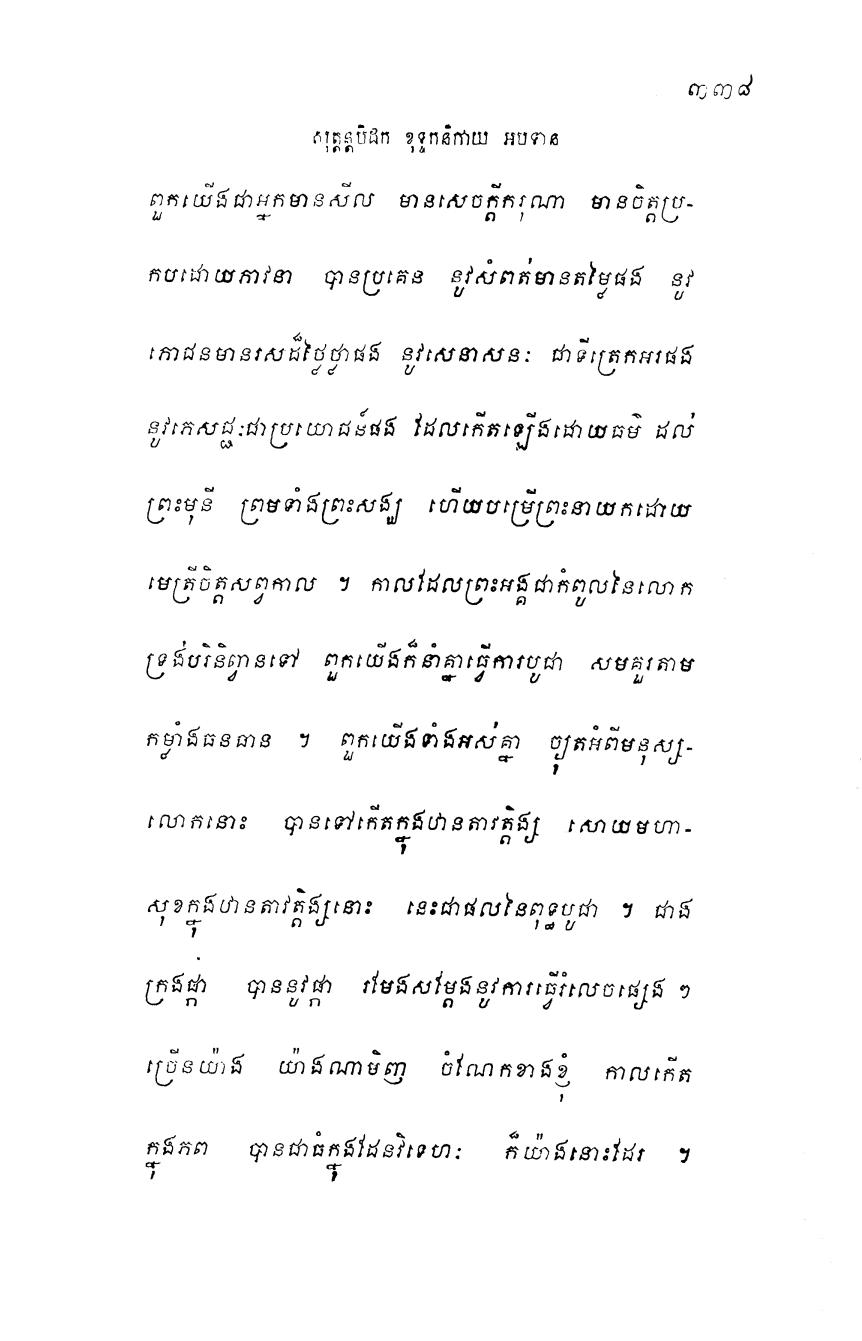 ៣៣៨
សុត្តន្តបិដក ខុទ្ទកនិកាយ អបទាន
ពួកយើងជាអ្នកមានសីល មានសេចក្តីករុណា មានចិត្តប្រ-
កបដោយភាវនា បានប្រគេន នូវសំពត់មានតម្លៃផង នូវ
ភោជនមានរសដ៏ថ្លៃថ្លាផង នូវសេនាសនៈ ជាទីត្រេកអរផង
នូវភេសជ្ជៈជាប្រយោជន៍ផង ដែលកើតឡើងដោយធម៌ ដល់
ព្រះមុនី ព្រមទាំងព្រះសង្ឃ ហើយបម្រើព្រះនាយកដោយ
មេត្រីចិត្តសព្វកាល ។ កាលដែលព្រះអង្គជាកំពូលនៃលោក
ទ្រង់បរិនិព្វានទៅ ពួកយើងក៏នាំគ្នាធ្វើការបូជា សមគួរតាម
កម្លាំងធនធាន ។ ពួកយើងទាំងអស់គ្នា ច្យុតអំពីមនុស្ស-
លោកនោះ បានទៅកើតក្នុងឋានតាវត្តិង្ស សោយមហា-
សុខក្នុងឋានតាវត្តិង្សនោះ នេះជាផលនៃពុទ្ធបូជា ។ ជាង
ក្រងផ្កា បាននូវផ្កា រមែងសម្តែងនូវការធ្វើរំលេចផ្សេង ៗ
ច្រើនយ៉ាង យ៉ាងណាមិញ ចំណែកខាងខ្ញុំ កាលកើត
ក្នុងភព បានជាធំក្នុងដែនវិទេហៈ ក៏យ៉ាងនោះដែរ ។